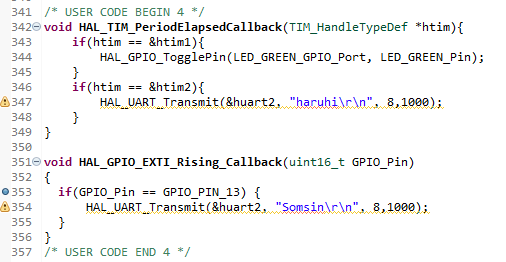 341 /* USER CODE BEGIN 4 */
342 void HAL_TIM_PeriodElapsedCallback(TIM_HandleTypeDef *htim){
343     if(htim == &htim1){
344         HAL_GPIO_TogglePin(LED_GREEN_GPIO_Port, LED_GREEN_Pin);
345     }
346     if(htim == &htim2){
347         HAL_UART_Transmit(&huart2, "haruhi\r\n", 8,1000);
348     }
349 }
350
351 void HAL_GPIO_EXTI_Rising_Callback(uint16_t GPIO_Pin)
352 {
353   if(GPIO_Pin == GPIO_PIN_13) {
354       HAL_UART_Transmit(&huart2, "Somsin\r\n", 8,1000);
355   }
356 }
357 /* USER CODE END 4 */